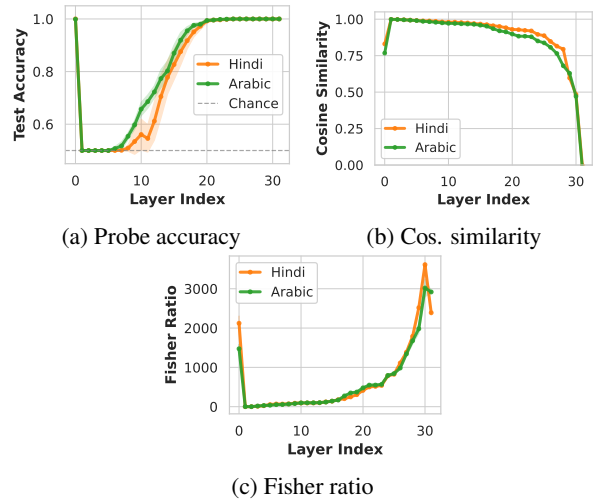 1.0
0.8
0.6
Test Accuracy
Hindi
Arabic
Chance
0 10 20 30
Layer Index
(a) Probe accuracy
1.00
0.75
0.50
0.25
0.00
Cosine Similarity
Hindi
Arabic
0 10 20 30
Layer Index
(b) Cos. similarity
3000
2000
1000
0
Fisher Ratio
Hindi
Arabic
0 10 20 30
Layer Index
(c) Fisher ratio